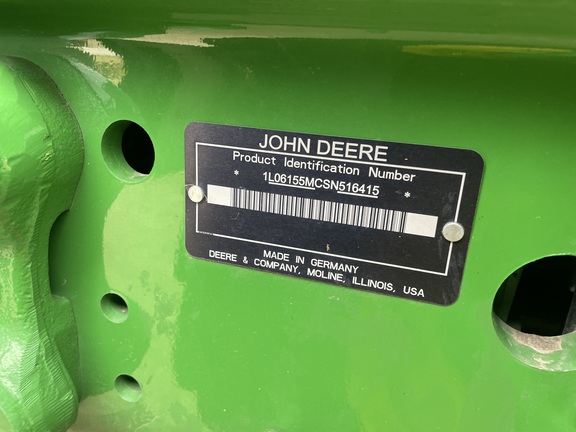 JOHN DEERE
Product Identification Number
* 1L06155MCSN516415 *
MADE IN GERMANY
DEERE & COMPANY, MOLINE, ILLINOIS, USA